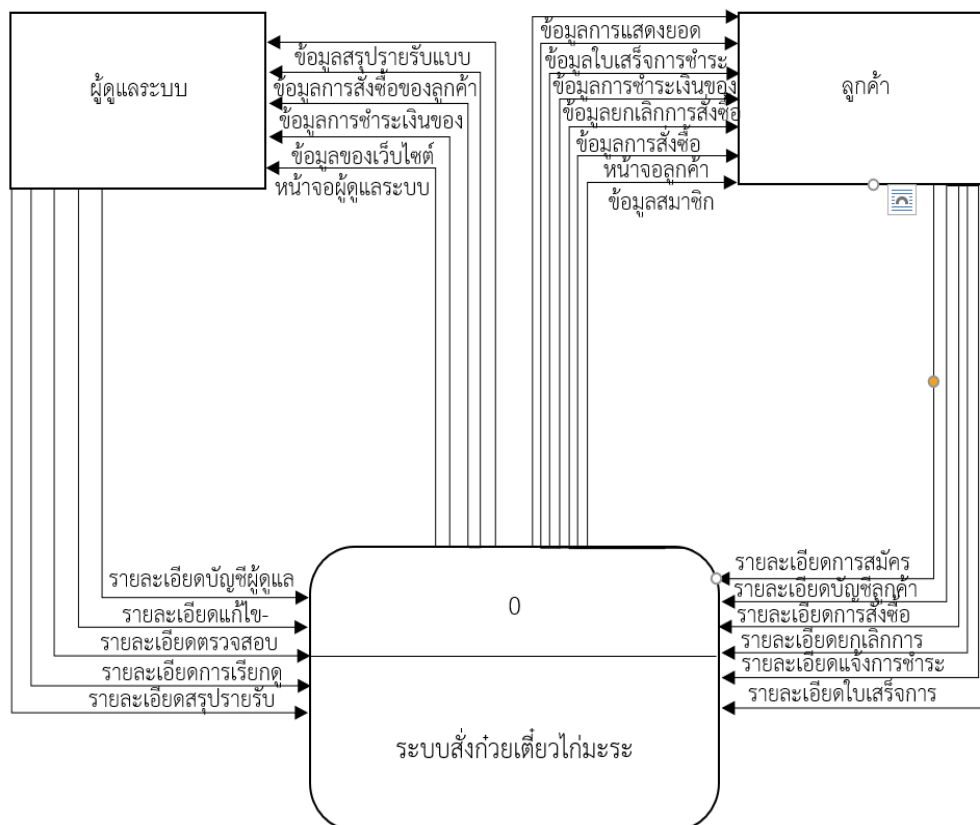 ผู้ดูแลระบบ
ข้อมูลสรุปรายรับแบบ
ข้อมูลการสั่งซื้อของลูกค้า
ข้อมูลการชำระเงินของ
ข้อมูลของเว็บไซต์
หน้าจอผู้ดูแลระบบ
ข้อมูลการแสดงยอด
ข้อมูลใบเสร็จการชำระ
ข้อมูลการชำระเงินของ
ข้อมูลยกเลิกการสั่งซื้อ
ข้อมูลการสั่งซื้อ
หน้าจอลูกค้า
ข้อมูลสมาชิก
ลูกค้า
รายละเอียดบัญชีผู้ดูแล
รายละเอียดแก้ไข-
รายละเอียดตรวจสอบ
รายละเอียดการเรียกดู
รายละเอียดสรุปรายรับ
0
ระบบสั่งก๋วยเตี๋ยวไก่มะระ
รายละเอียดการสมัคร
รายละเอียดบัญชีลูกค้า
รายละเอียดการสั่งซื้อ
รายละเอียดยกเลิกการ
รายละเอียดแจ้งการชำระ
รายละเอียดใบเสร็จการ